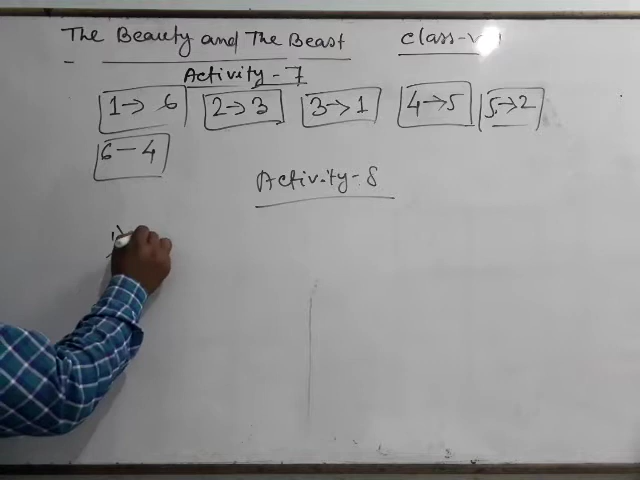 The Beauty and The Beast Class-
Activity - 7
1→ 6 2→3 3→1 4→5 5→2
6 - 4
Activity-8